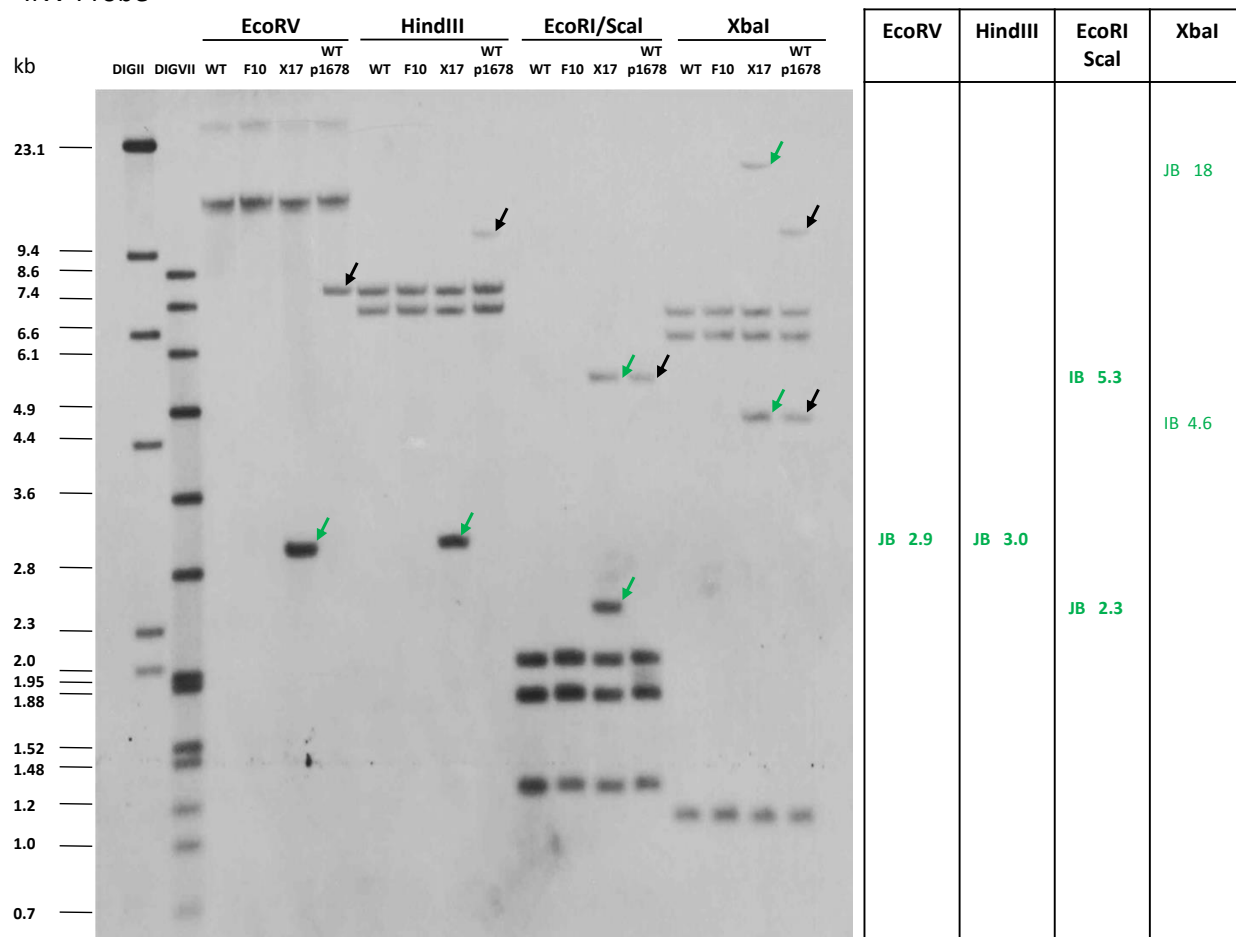 EcoRV HindIII EcoRI/ScaI XbaI
kb DIGII DIGVII WT F10 X17 WT p1678 WT F10 X17 WT p1678 WT F10 X17 WT p1678 WT F10 X17 WT p1678
23.1
9.4
8.6
7.4
6.6
6.1
4.9
4.4
3.6
2.8
2.3
2.0
1.95
1.88
1.52
1.48
1.2
1.0
0.7
EcoRV HindIII EcoRI ScaI XbaI
JB 18
IB 5.3
IB 4.6
JB 2.9 JB 3.0
JB 2.3